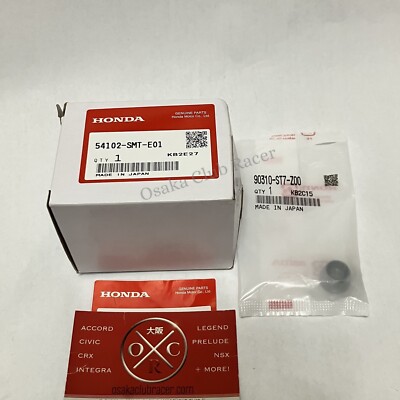 HONDA
GENUINE PARTS
Honda Motor Co., Ltd.
54102-SMT-E01
QTY 1
KB2E27
MADE IN JAPAN
Osaka Club Racer
90310-ST7-Z00
QTY 1 KB2C15
MADE IN JAPAN
HONDA
GENUINE PARTS
Honda Motor Co., Ltd.
ACCORD
CIVIC
CRX
INTEGRA
大阪
O C
R
LEGEND
PRELUDE
NSX
+ MORE!
osakaclubracer.com